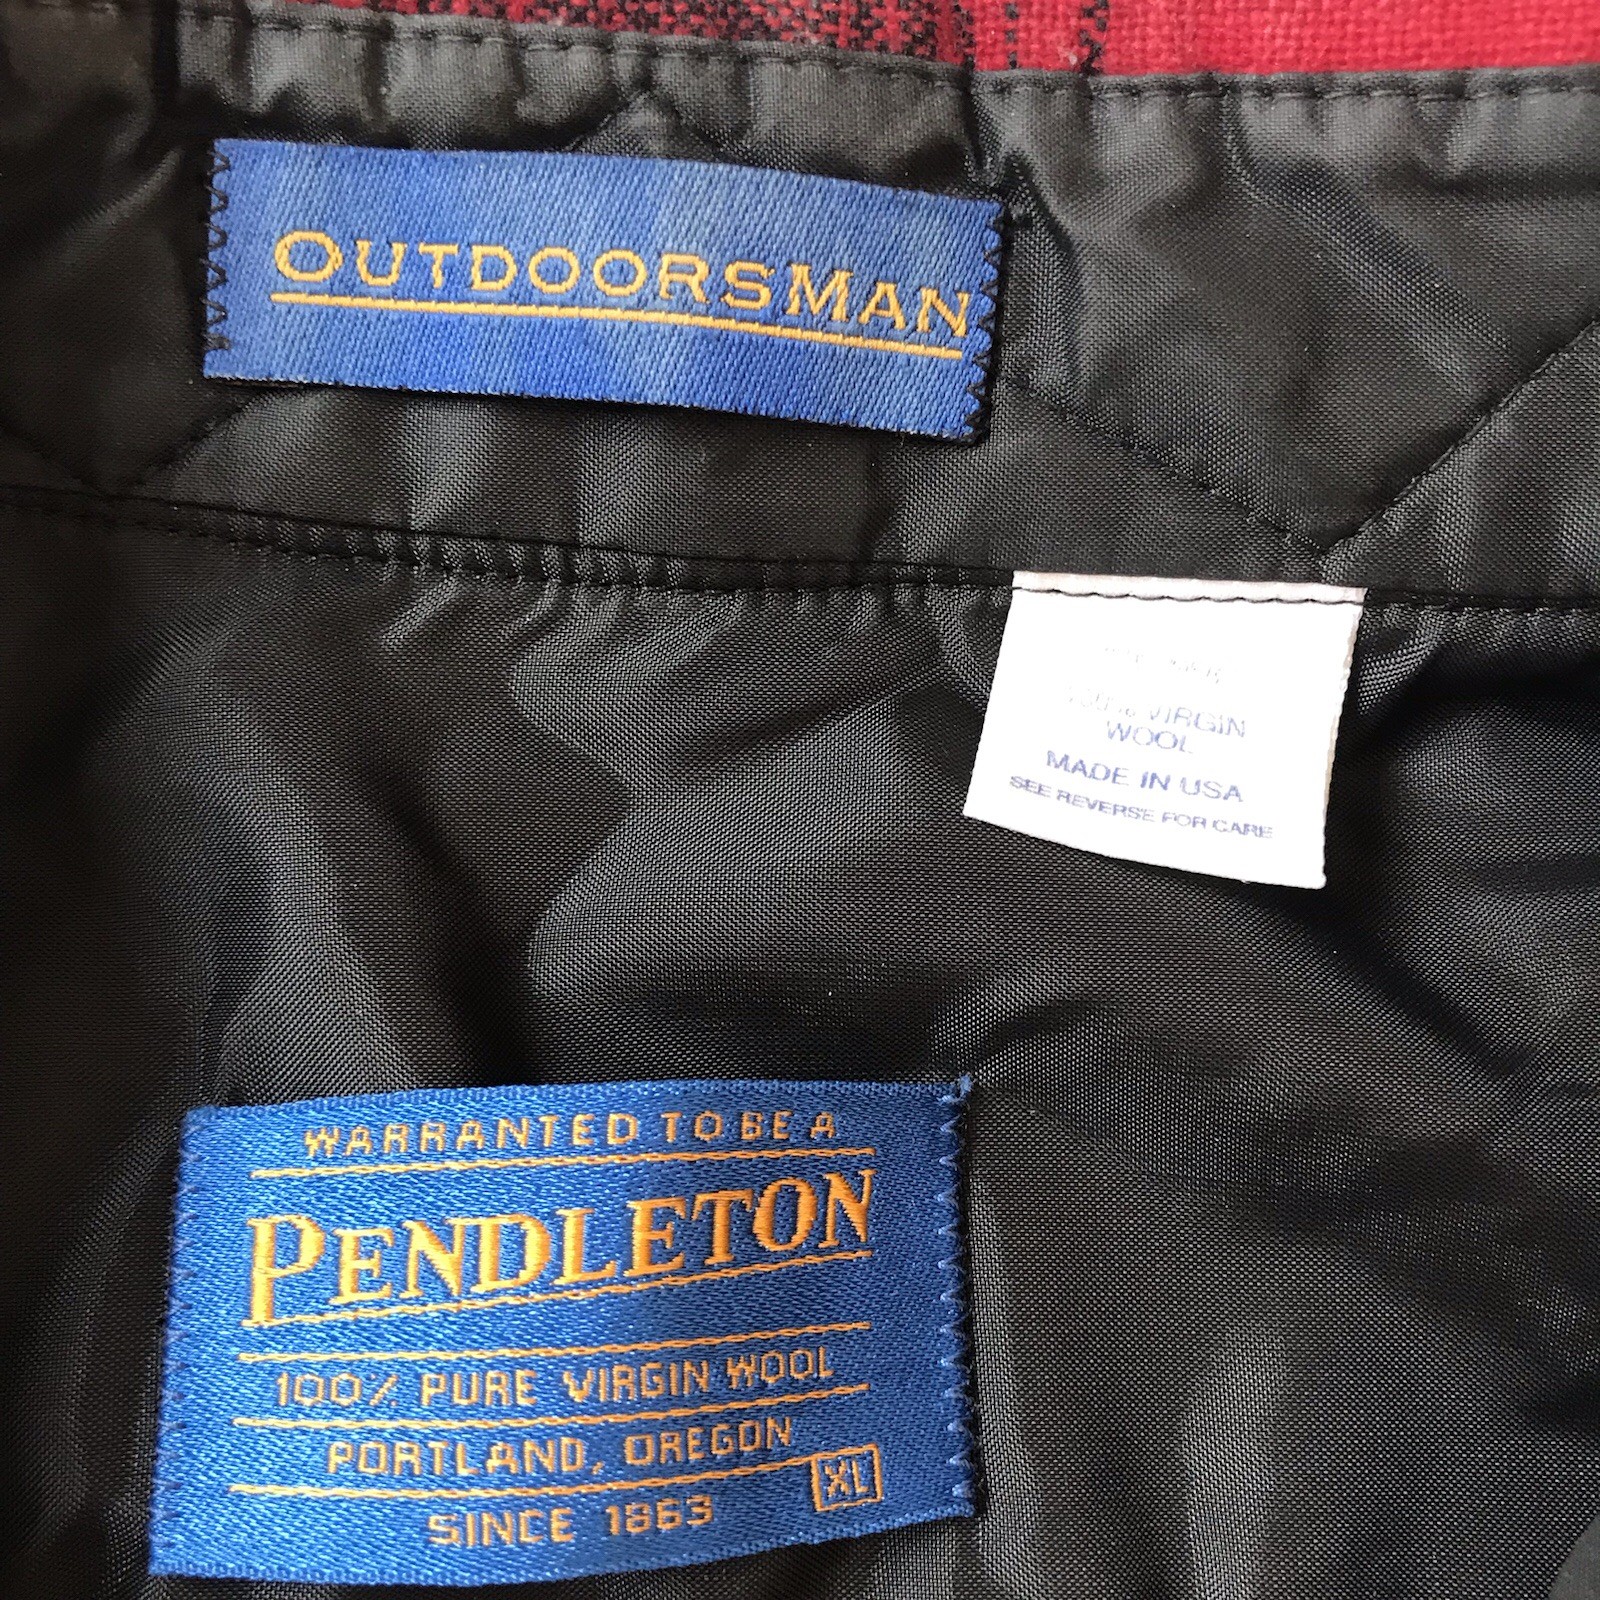 OUTDOORSMAN
VIRGIN
WOOL
MADE IN USA
SEE REVERSE FOR CARE
WARRANTED TO BE A
PENDLETON
100% PURE VIRGIN WOOL
PORTLAND, OREGON
XL
SINCE 1863